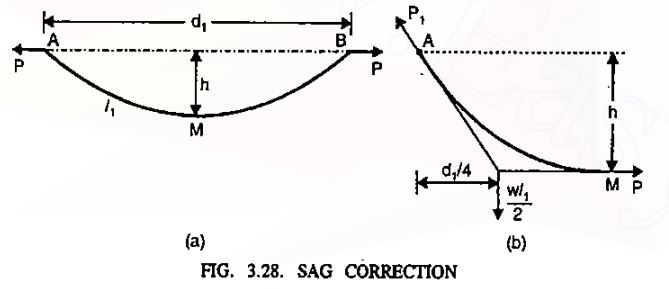 d₁
A
B
P
P
h
l₁
M
(a)
P₁
A
h
d₁/4
wl₁
2
M
P
(b)
FIG. 3.28. SAG CORRECTION